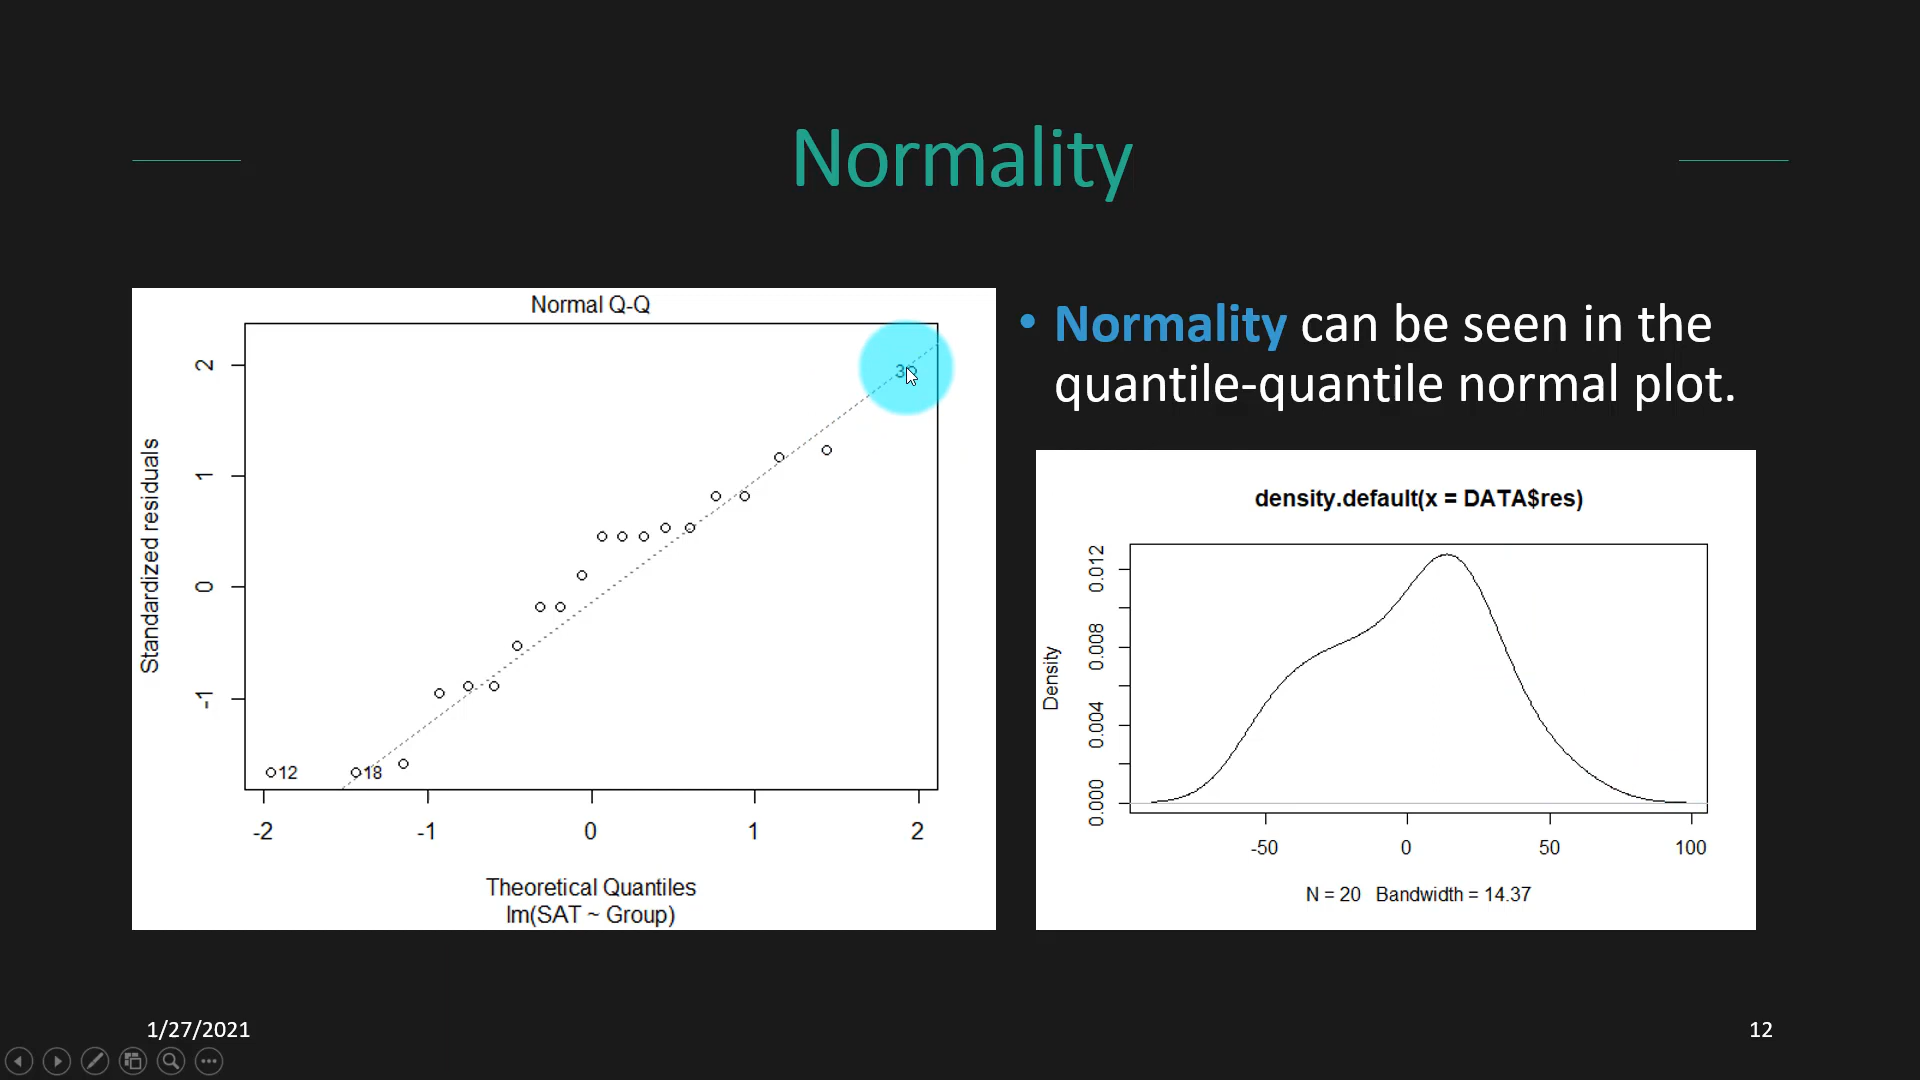 Normality
Normal Q-Q
Standardized residuals
2
1
0
-1
3
12
18
-2
-1
0
1
2
Theoretical Quantiles
lm(SAT ~ Group)
• Normality can be seen in the
quantile-quantile normal plot.
density.default(x = DATA$res)
Density
0.012
0.008
0.004
0.000
-50
0
50
100
N = 20 Bandwidth = 14.37
1/27/2021
12